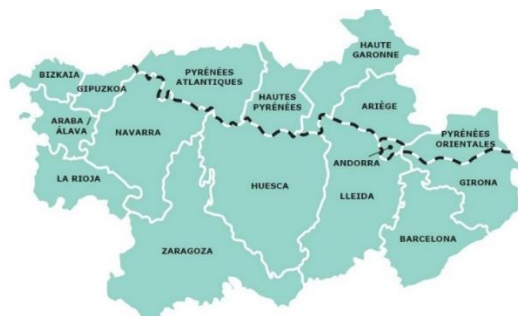 HAUTE
GARONNE
BIZKAIA
GIPUZKOA
PYRÉNÉES
ATLANTIQUES
HAUTES
PYRÉNÉES
ARIÈGE
ARABA /
ÁLAVA
NAVARRA
PYRÉNÉES
ORIENTALES
ANDORRA
LA RIOJA
HUESCA
LLEIDA
GIRONA
ZARAGOZA
BARCELONA